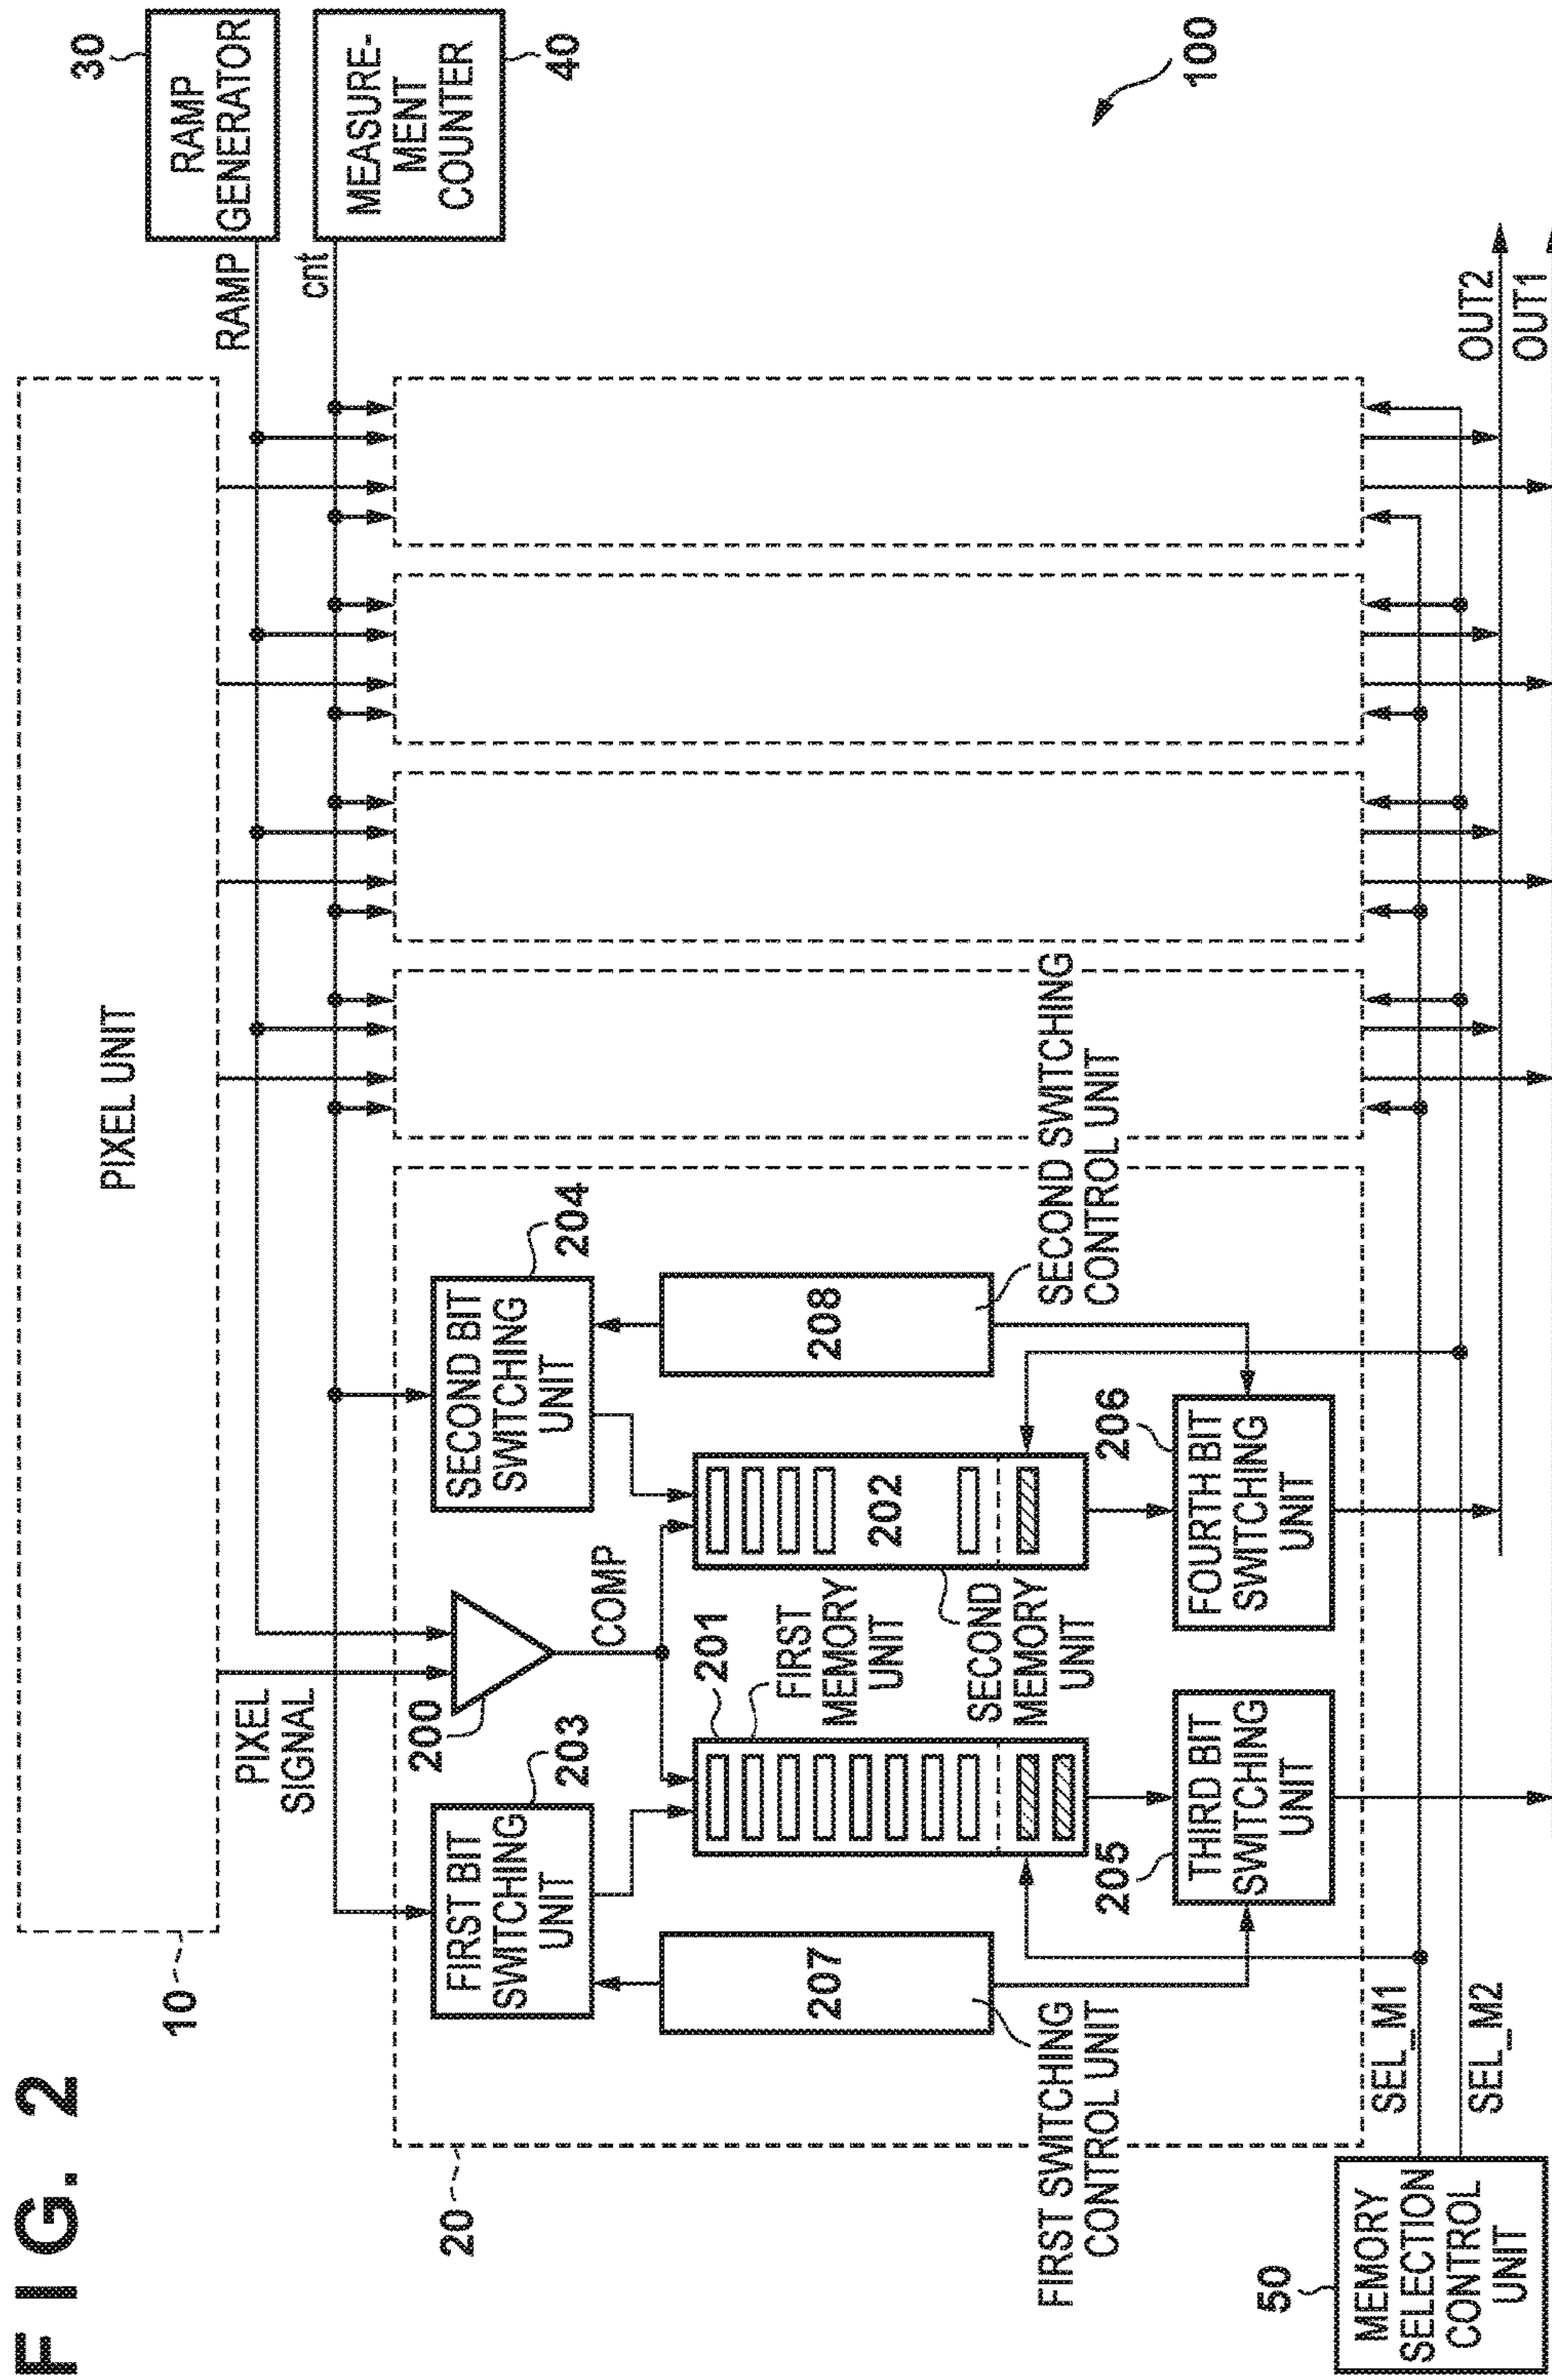 FIG. 2
PIXEL UNIT
10
30
RAMP
GENERATOR
RAMP
MEASURE-
MENT
COUNTER
40
cnt
100
PIXEL
SIGNAL
20
200
FIRST BIT
SWITCHING
UNIT
203
SECOND BIT
SWITCHING
UNIT
204
COMP
207
FIRST SWITCHING
CONTROL UNIT
201
FIRST
MEMORY
UNIT
202
SECOND
MEMORY
UNIT
208
SECOND SWITCHING
CONTROL UNIT
205
THIRD BIT
SWITCHING
UNIT
206
FOURTH BIT
SWITCHING
UNIT
50
MEMORY
SELECTION
CONTROL
UNIT
SEL_M1
SEL_M2
OUT2
OUT1